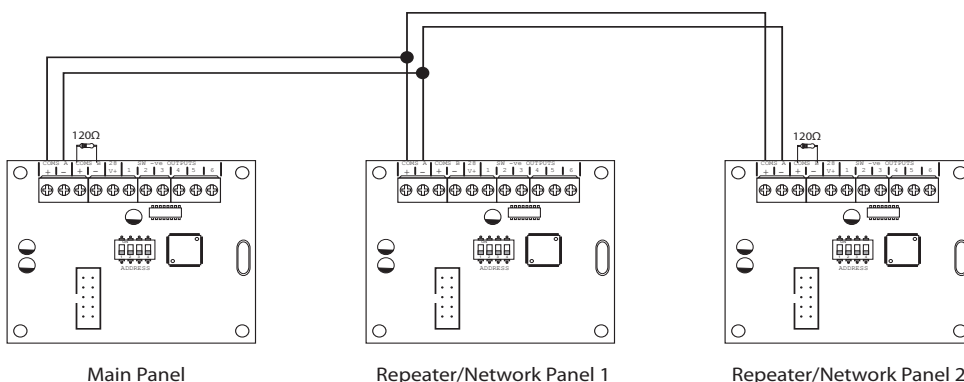 120Ω
COMS A COMS B 28 SW -ve OUTPUTS
+ − + − V+ 1 2 3 4 5 6
ADDRESS
Main Panel
COMS A COMS B 28 SW -ve OUTPUTS
+ − + − V+ 1 2 3 4 5 6
ADDRESS
Repeater/Network Panel 1
120Ω
COMS A COMS B 28 SW -ve OUTPUTS
+ − + − V+ 1 2 3 4 5 6
ADDRESS
Repeater/Network Panel 2